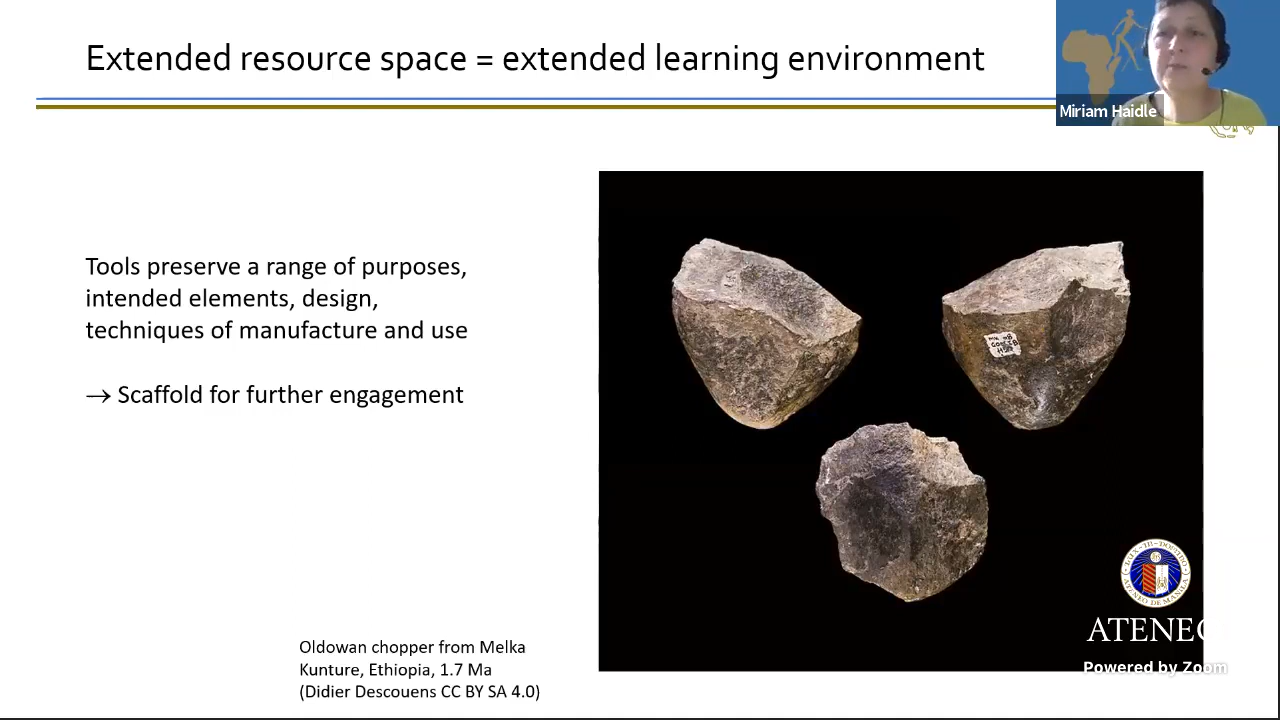 Extended resource space = extended learning environment
Miriam Haidle
Tools preserve a range of purposes,
intended elements, design,
techniques of manufacture and use
→ Scaffold for further engagement
Oldowan chopper from Melka
Kunture, Ethiopia, 1.7 Ma
(Didier Descouens CC BY SA 4.0)
ATENEO
Powered by Zoom